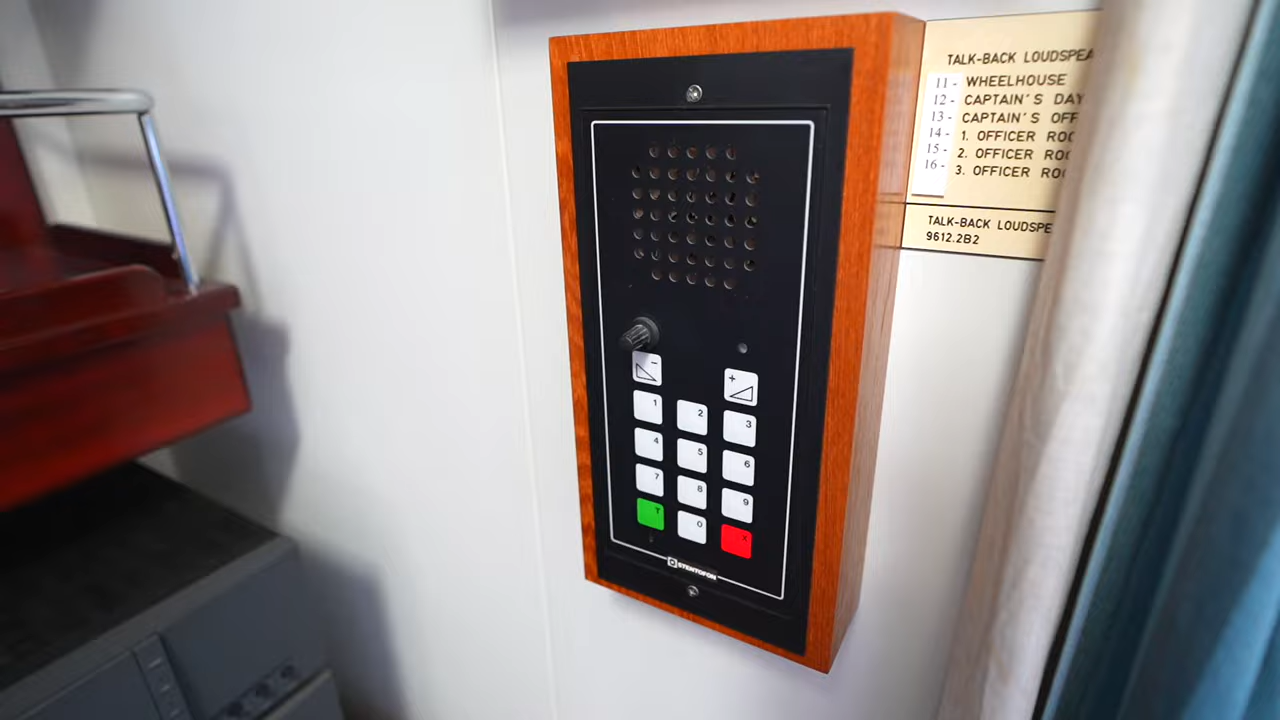 TALK-BACK LOUDSPEA
11 - WHEELHOUSE
12 - CAPTAIN'S DAY
13 - CAPTAIN'S OFF
14 - 1. OFFICER ROO
15 - 2. OFFICER ROO
16 - 3. OFFICER ROO
TALK-BACK LOUDSPE
9612.2B2
- +
1 2 3
4 5 6
7 8 9
T 0 X
STENTOFON